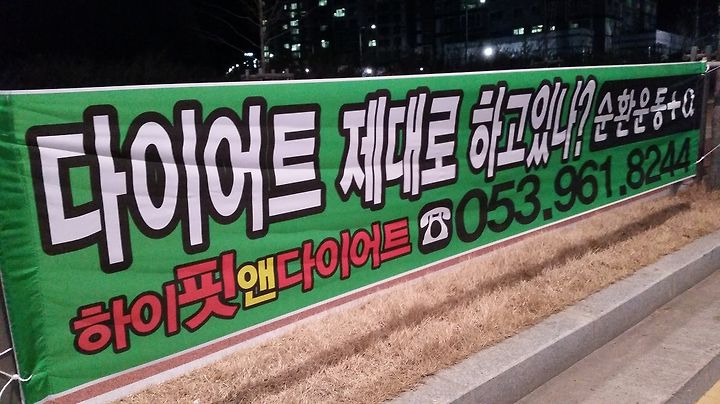 다이어트 제대로 하고있나? 순환운동+α
하이핏앤다이어트 ☎053.961.8244